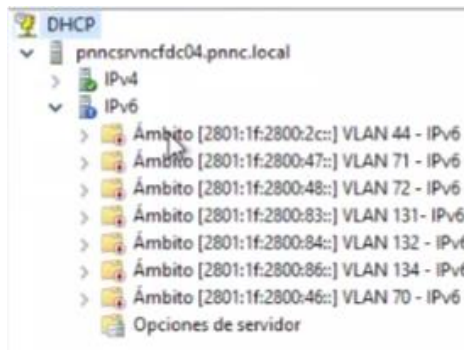 DHCP
pnncsrvncfdc04.pnnc.local
IPv4
IPv6
Ámbito [2801:1f:2800:2c::] VLAN 44 - IPv6
Ámbito [2801:1f:2800:47::] VLAN 71 - IPv6
Ámbito [2801:1f:2800:48::] VLAN 72 - IPv6
Ámbito [2801:1f:2800:83::] VLAN 131- IPv6
Ámbito [2801:1f:2800:84::] VLAN 132 - IPv6
Ámbito [2801:1f:2800:86::] VLAN 134 - IPv6
Ámbito [2801:1f:2800:46::] VLAN 70 - IPv6
Opciones de servidor